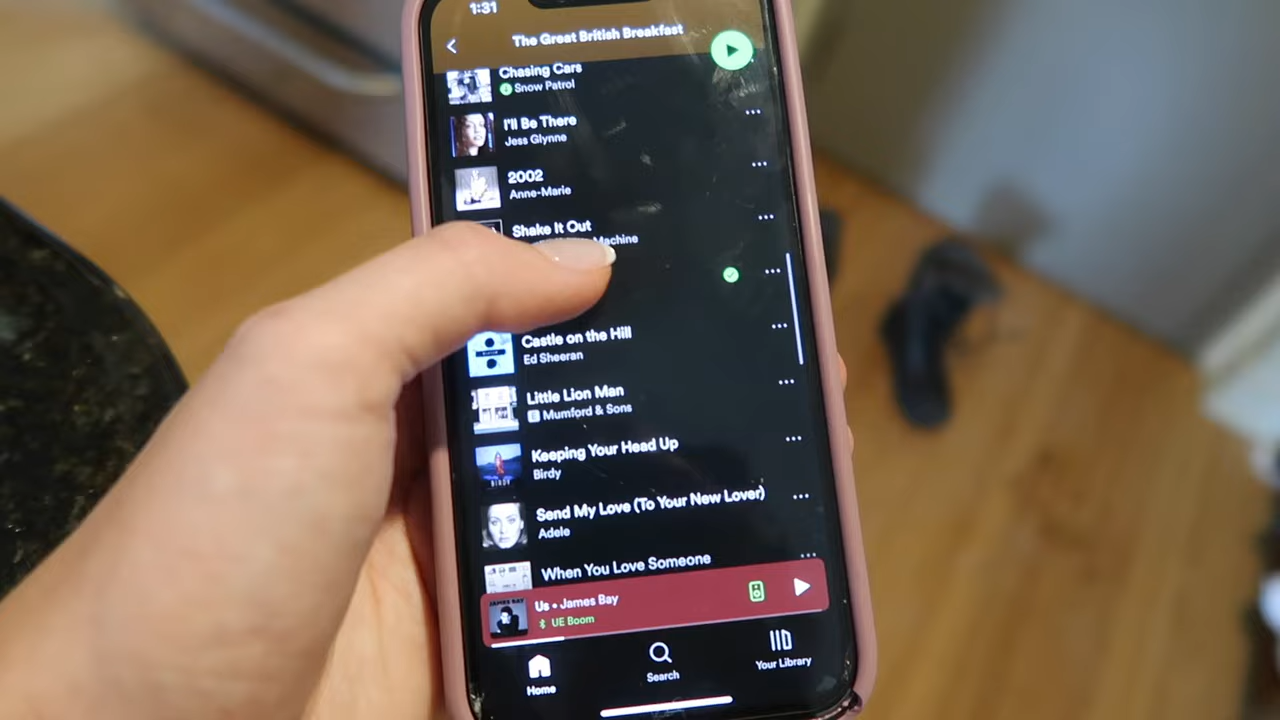 1:31
The Great British Breakfast
Chasing Cars
Snow Patrol
I'll Be There
Jess Glynne
2002
Anne-Marie
Shake It Out
Machine
Castle on the Hill
Ed Sheeran
Little Lion Man
E Mumford & Sons
Keeping Your Head Up
Birdy
BIRDY
Send My Love (To Your New Lover)
Adele
When You Love Someone
JAMES BAY
Us • James Bay
UE Boom
Home
Search
Your Library